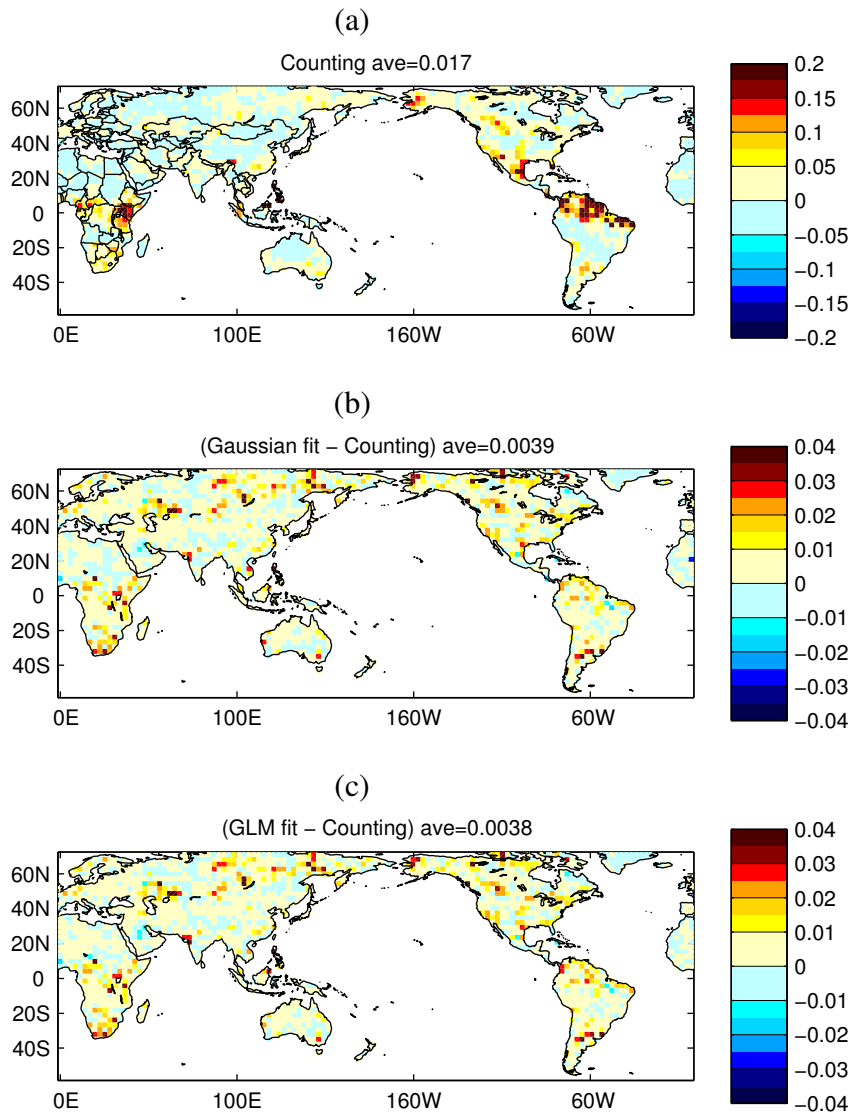 (a)
Counting ave=0.017
60N
40N
20N
0
20S
40S
0E 100E 160W 60W
0.2
0.15
0.1
0.05
0
−0.05
−0.1
−0.15
−0.2
(b)
(Gaussian fit − Counting) ave=0.0039
60N
40N
20N
0
20S
40S
0E 100E 160W 60W
0.04
0.03
0.02
0.01
0
−0.01
−0.02
−0.03
−0.04
(c)
(GLM fit − Counting) ave=0.0038
60N
40N
20N
0
20S
40S
0E 100E 160W 60W
0.04
0.03
0.02
0.01
0
−0.01
−0.02
−0.03
−0.04